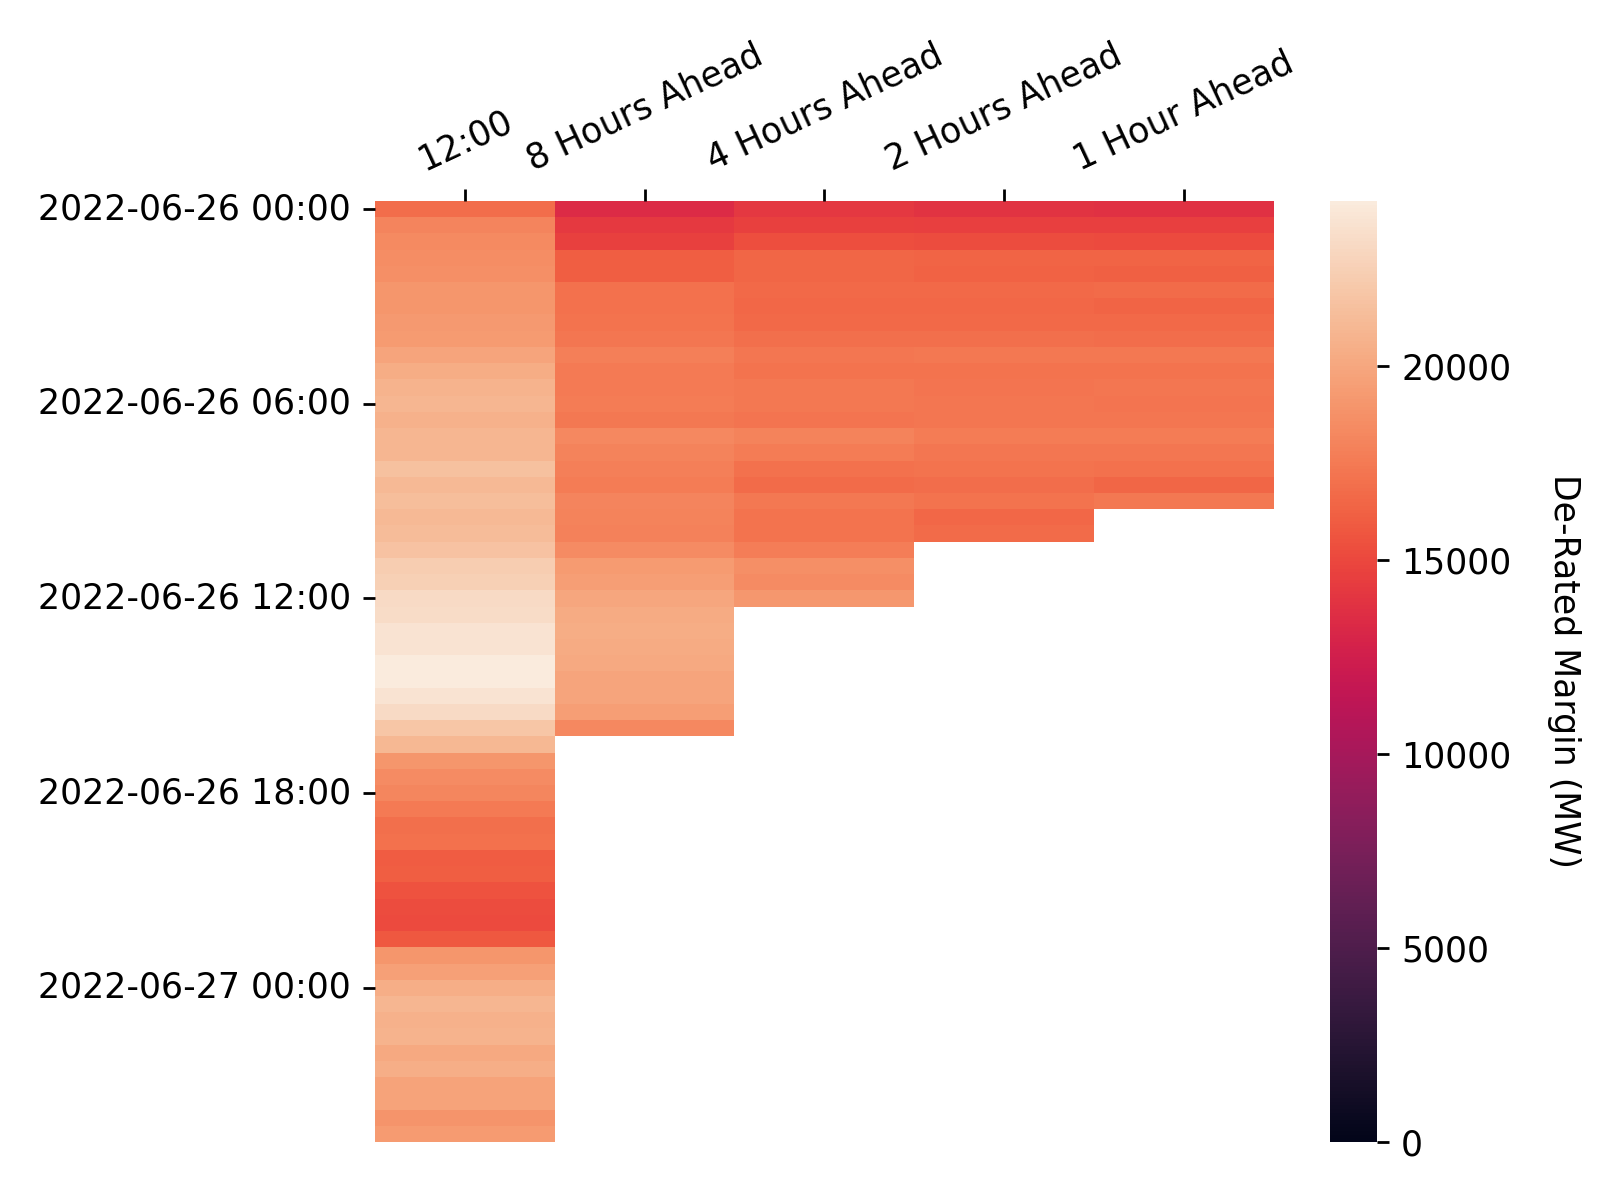 12:00
8 Hours Ahead
4 Hours Ahead
2 Hours Ahead
1 Hour Ahead
2022-06-26 00:00
2022-06-26 06:00
2022-06-26 12:00
2022-06-26 18:00
2022-06-27 00:00
20000
15000
10000
5000
0
De-Rated Margin (MW)